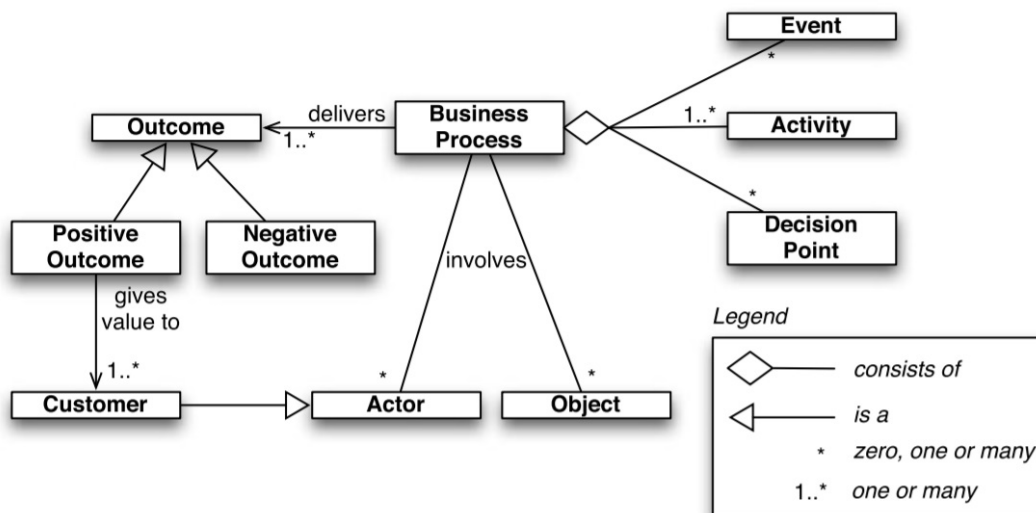 Event
*
delivers
Business
Process
1..*
Activity
Outcome
1..*
*
Positive
Outcome
Negative
Outcome
involves
Decision
Point
gives
value to
1..*
*
*
Customer
Actor
Object
Legend
consists of
is a
* zero, one or many
1..* one or many